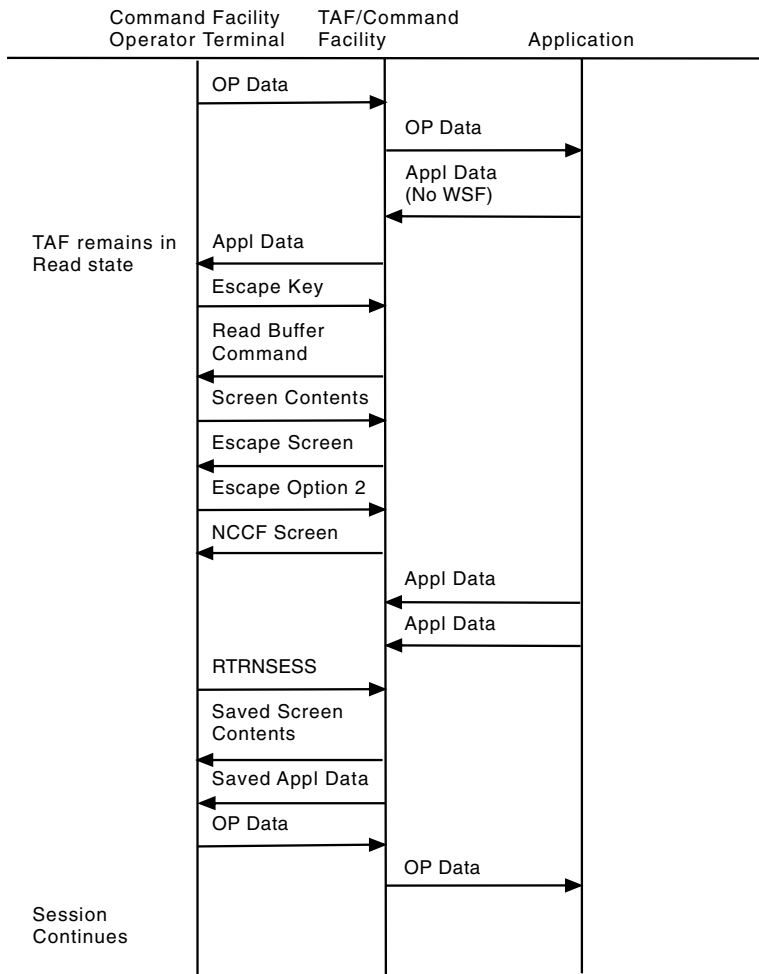 Command Facility
Operator Terminal
TAF/Command
Facility
Application
OP Data
OP Data
Appl Data
(No WSF)
TAF remains in
Read state
Appl Data
Escape Key
Read Buffer
Command
Screen Contents
Escape Screen
Escape Option 2
NCCF Screen
Appl Data
Appl Data
RTRNSESS
Saved Screen
Contents
Saved Appl Data
OP Data
OP Data
Session
Continues